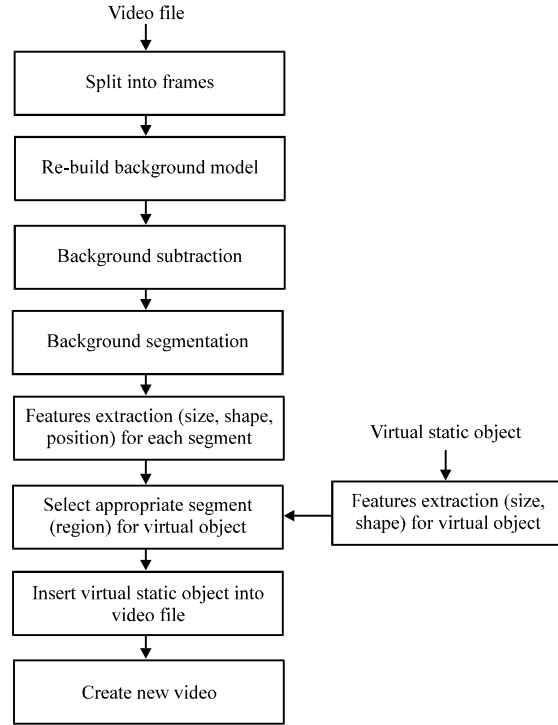 Video file
Split into frames
Re-build background model
Background subtraction
Background segmentation
Features extraction (size, shape,
position) for each segment
Virtual static object
Select appropriate segment
(region) for virtual object
Features extraction (size,
shape) for virtual object
Insert virtual static object into
video file
Create new video